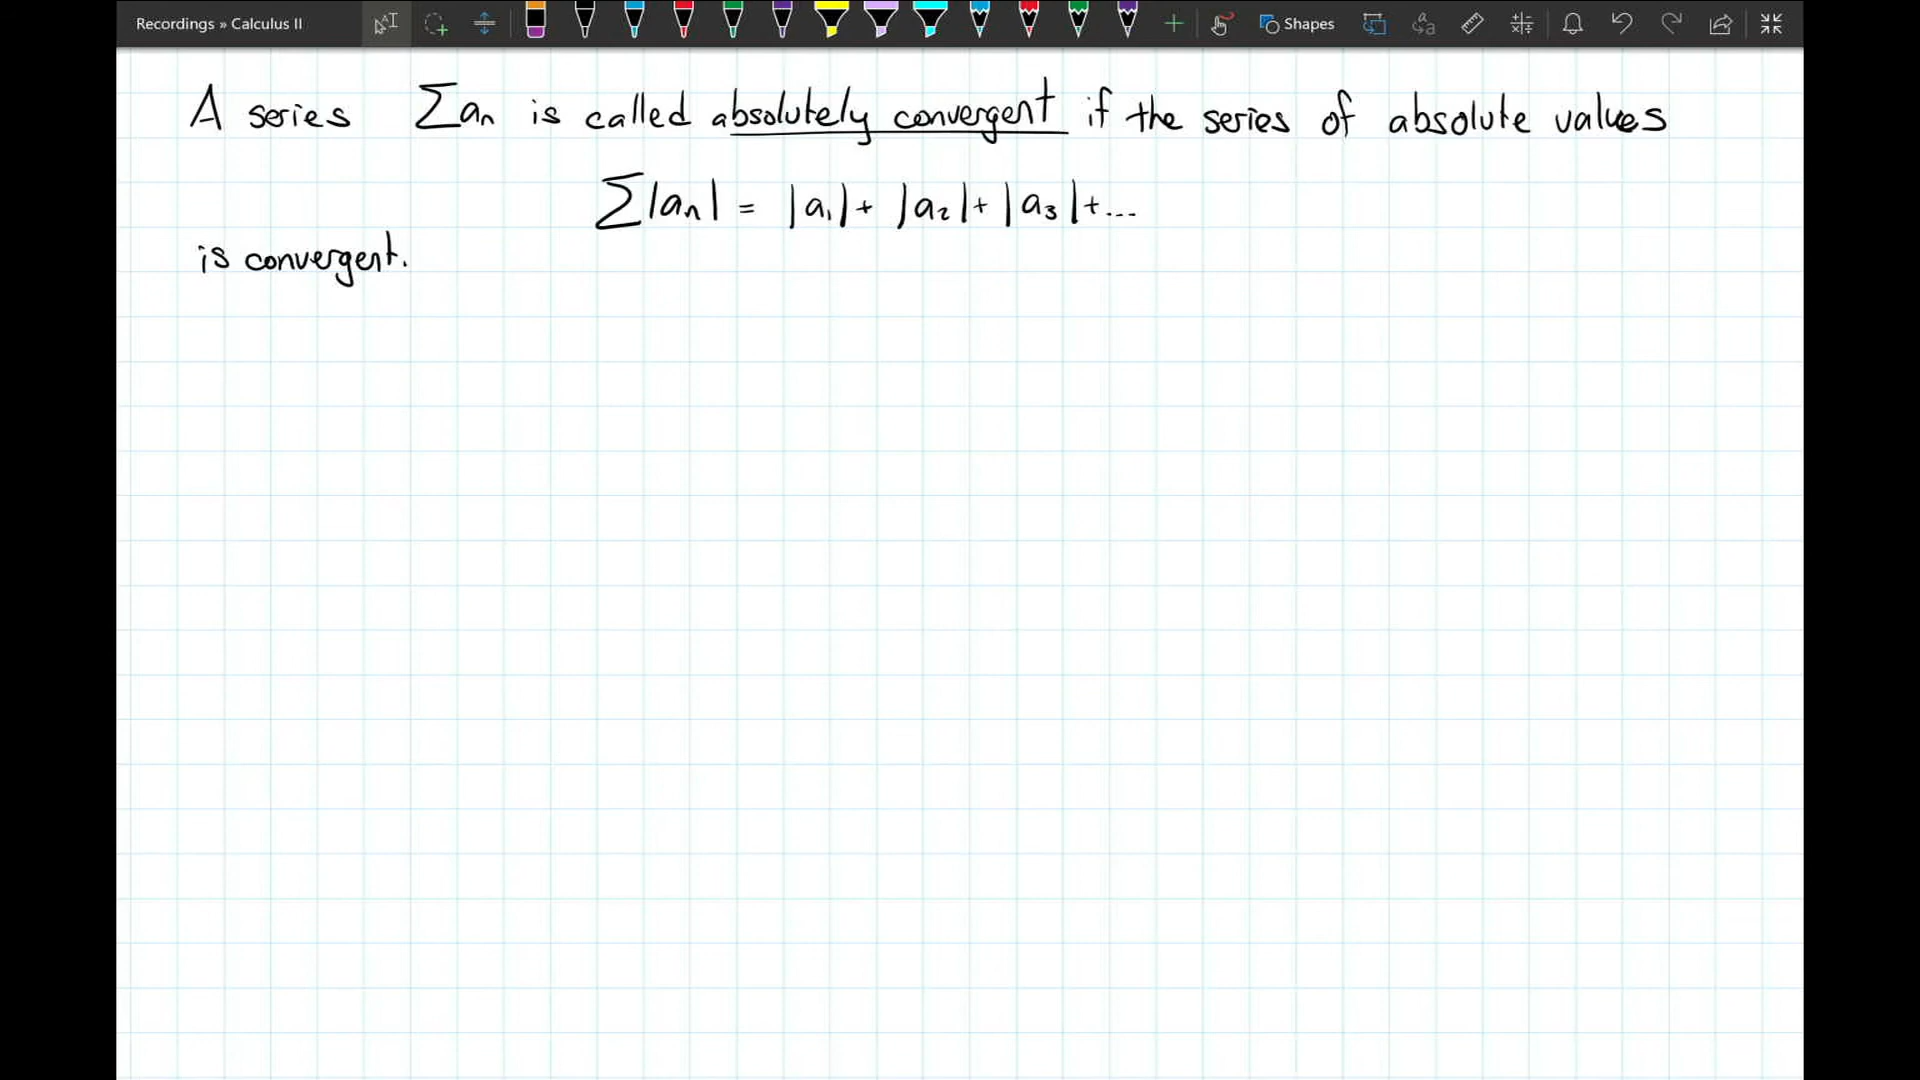 Recordings » Calculus II
Shapes
A series ∑aₙ is called absolutely convergent if the series of absolute values
∑|aₙ| = |a₁| + |a₂| + |a₃| + ...
is convergent.